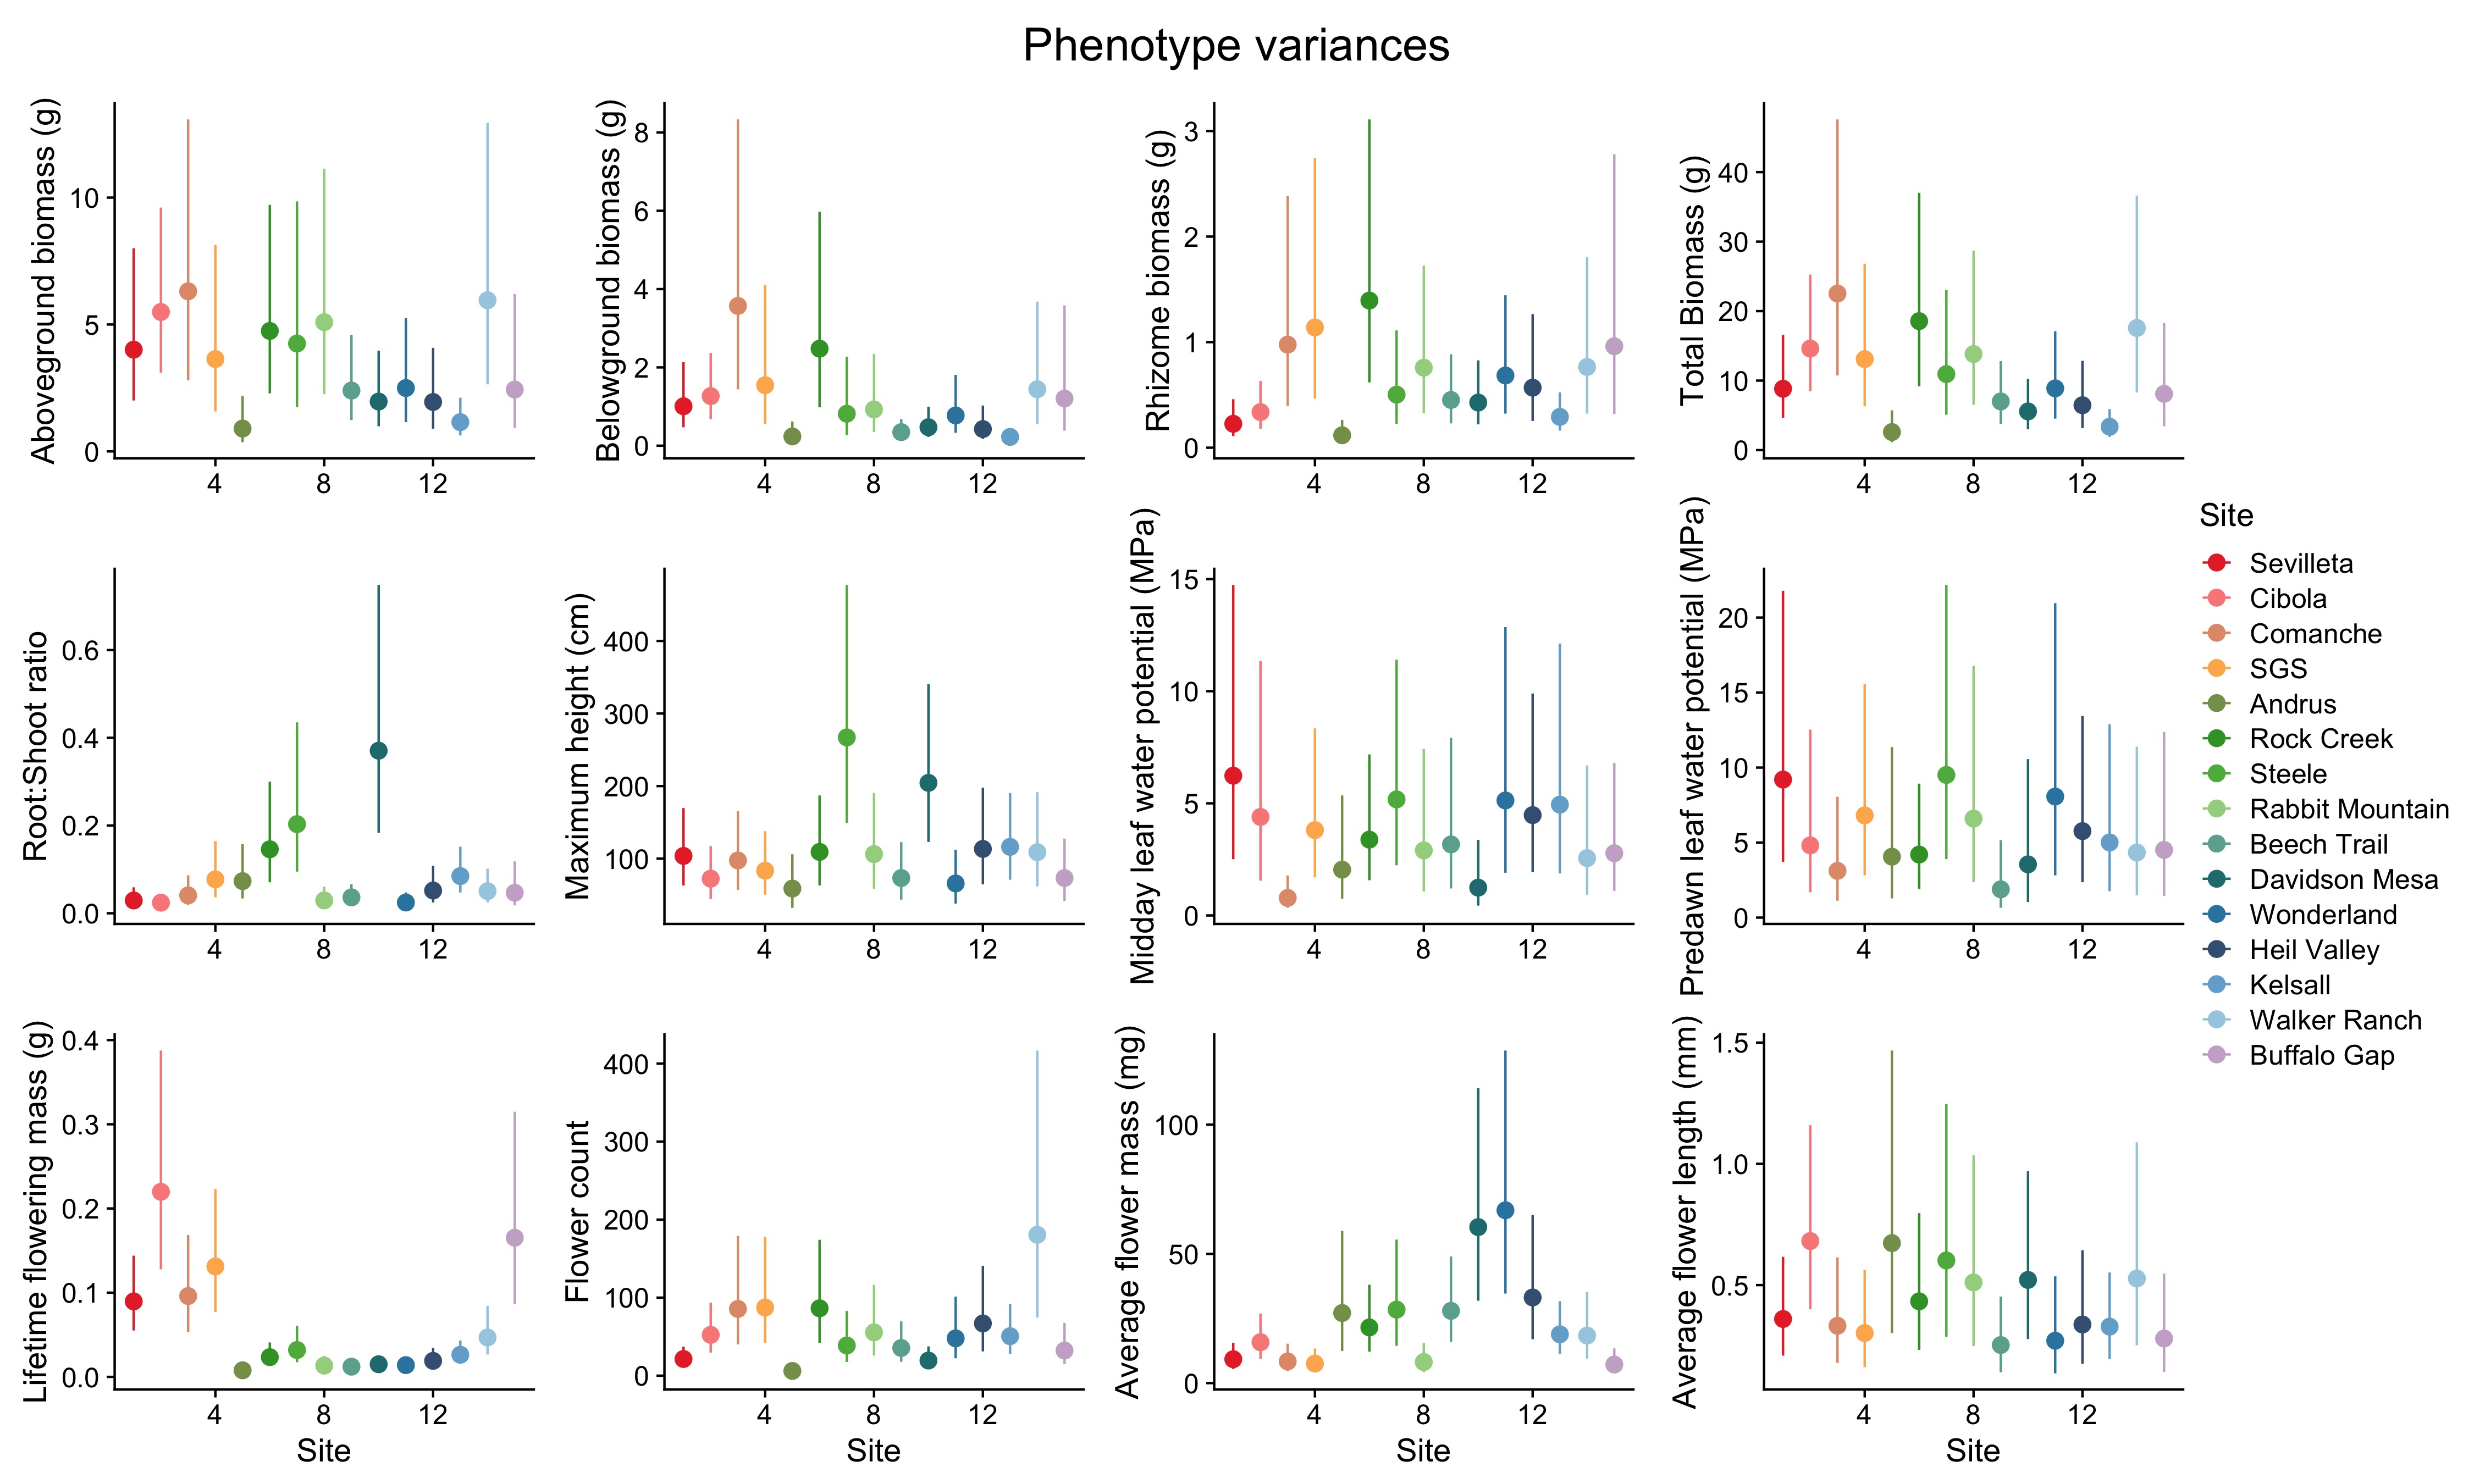 Phenotype variances
Aboveground biomass (g)
10
5
0
4 8 12
Belowground biomass (g)
8
6
4
2
0
4 8 12
Rhizome biomass (g)
3
2
1
0
4 8 12
Total Biomass (g)
40
30
20
10
0
4 8 12
Root:Shoot ratio
0.6
0.4
0.2
0.0
4 8 12
Maximum height (cm)
400
300
200
100
4 8 12
Midday leaf water potential (MPa)
15
10
5
0
4 8 12
Predawn leaf water potential (MPa)
20
15
10
5
0
4 8 12
Lifetime flowering mass (g)
0.4
0.3
0.2
0.1
0.0
4 8 12
Site
Flower count
400
300
200
100
0
4 8 12
Site
Average flower mass (mg)
100
50
0
4 8 12
Site
Average flower length (mm)
1.5
1.0
0.5
4 8 12
Site
Site
Sevilleta
Cibola
Comanche
SGS
Andrus
Rock Creek
Steele
Rabbit Mountain
Beech Trail
Davidson Mesa
Wonderland
Heil Valley
Kelsall
Walker Ranch
Buffalo Gap